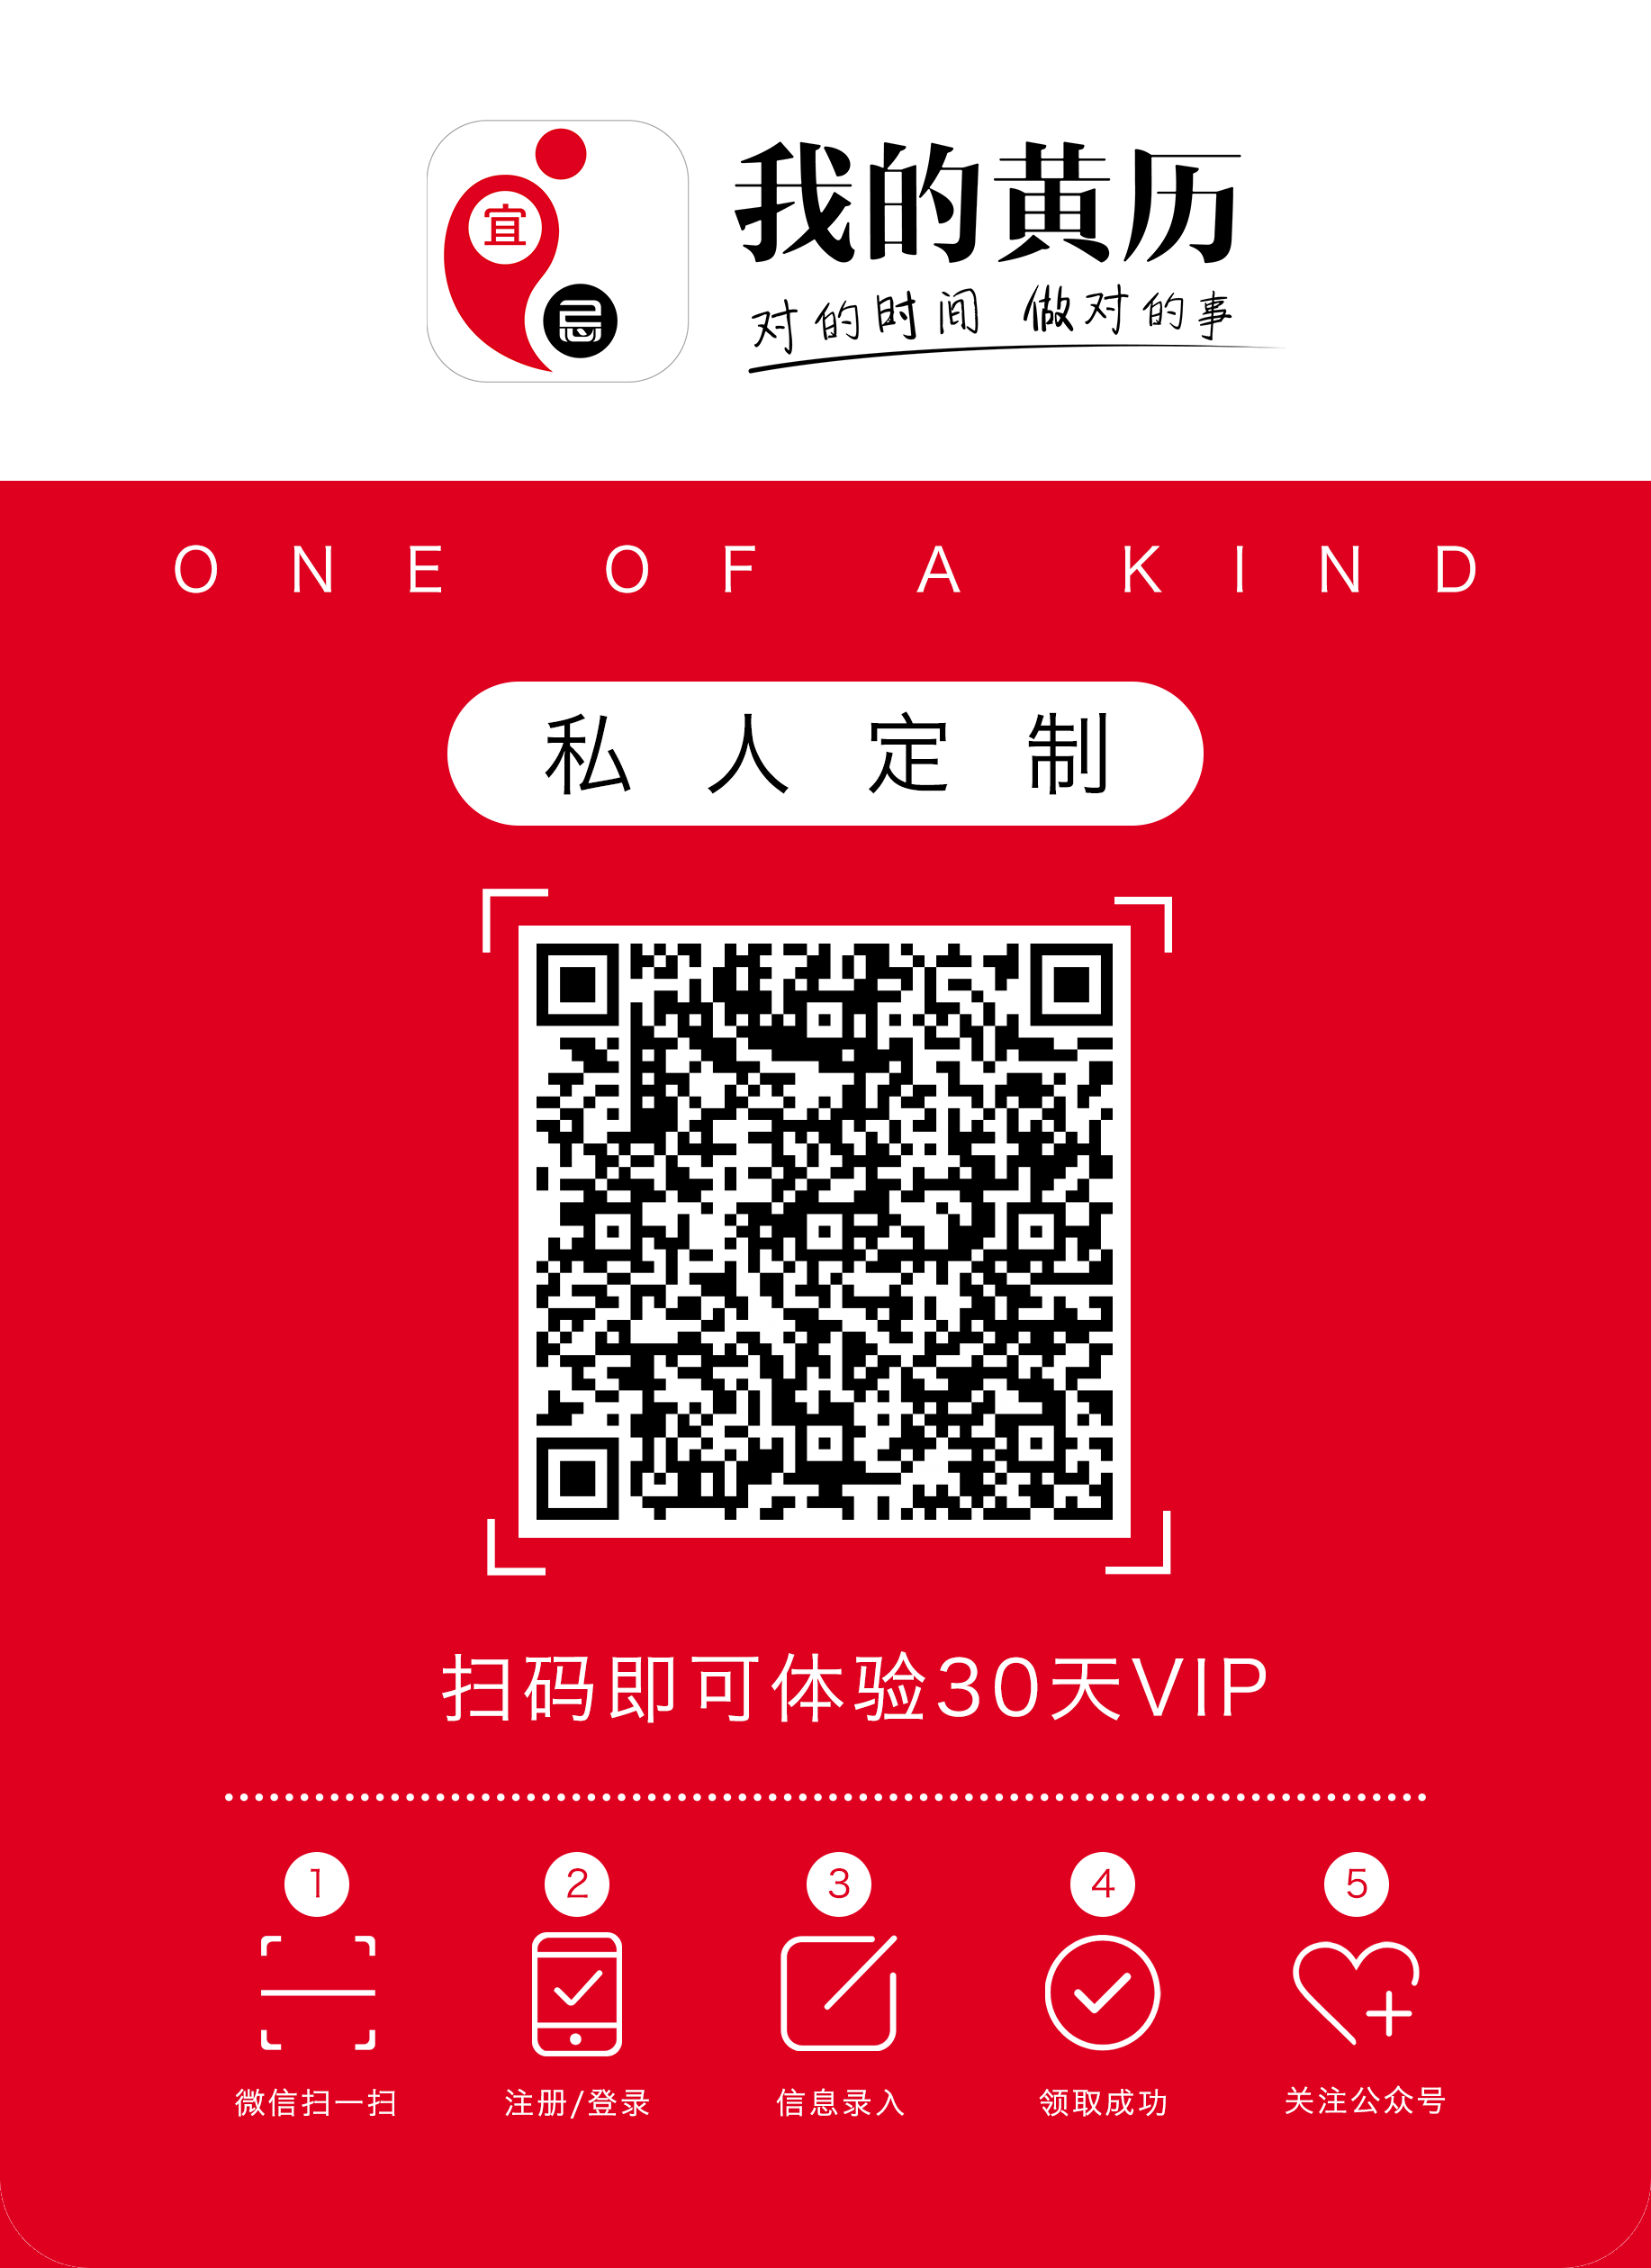 宜
忌
我的黄历
对的时间 做对的事
ONE OF A KIND
私人定制
扫码即可体验30天VIP
1 2 3 4 5
微信扫一扫 注册/登录 信息录入 领取成功 关注公众号